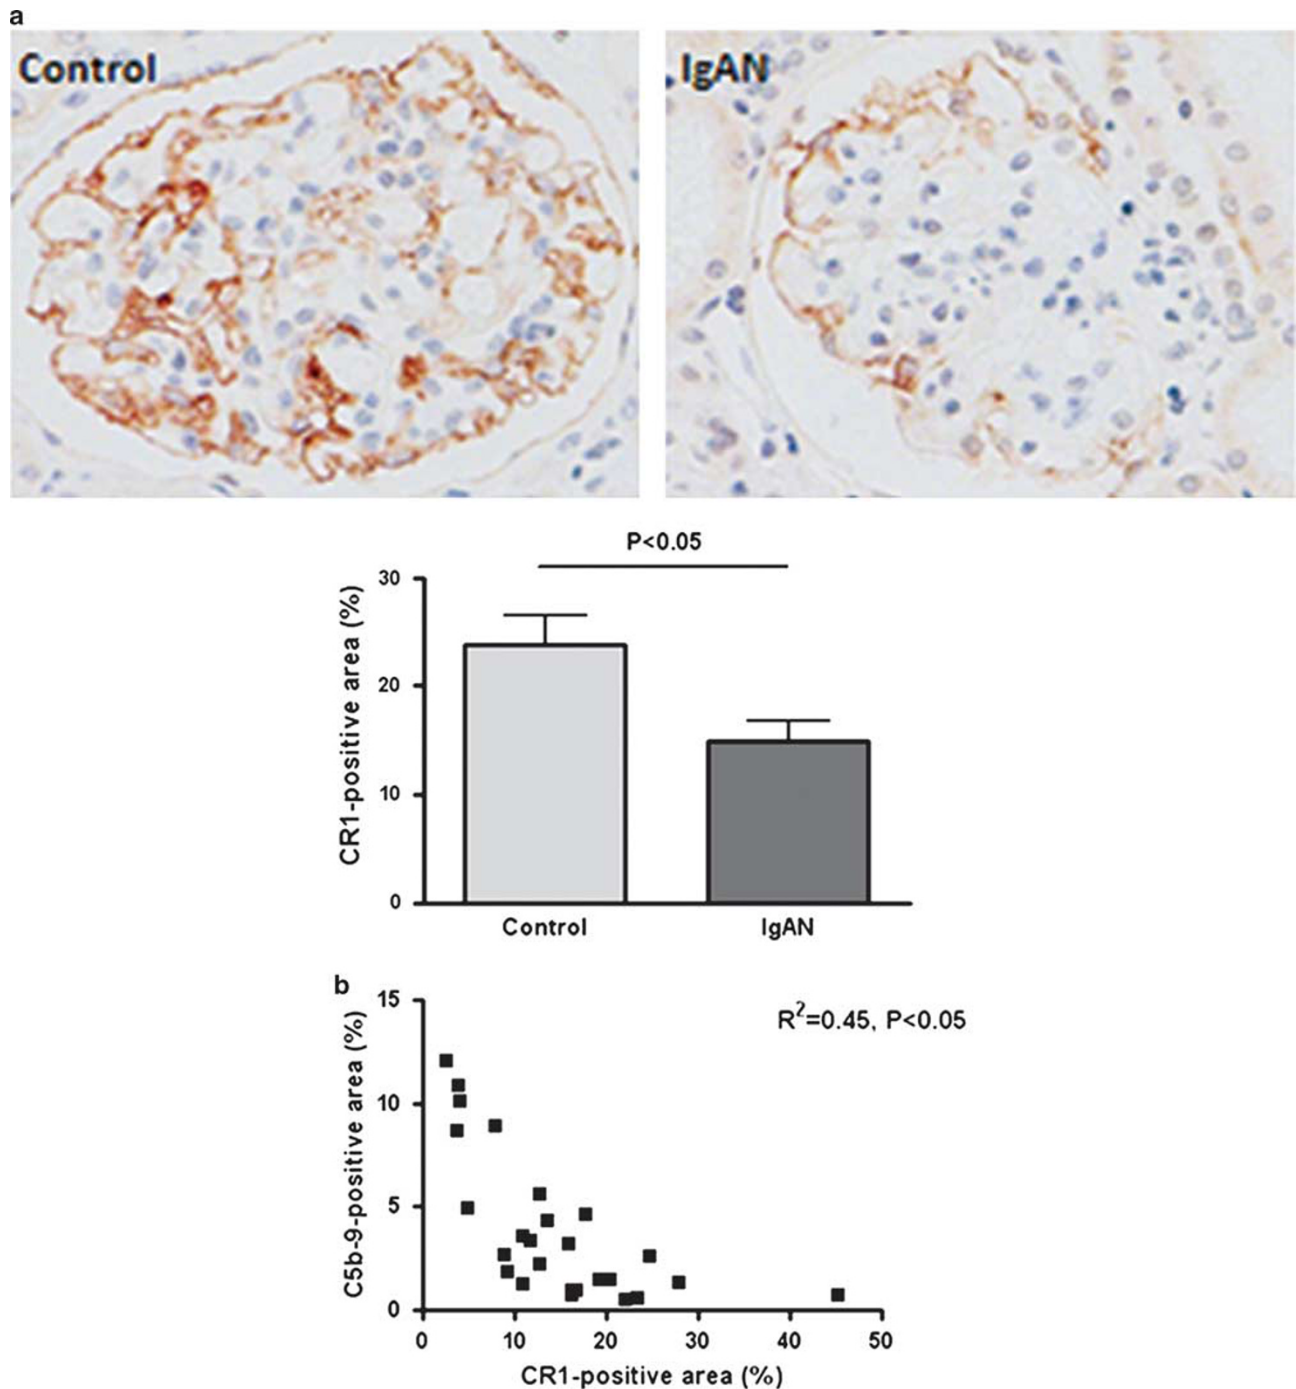 a
Control
IgAN
P<0.05
CR1-positive area (%)
30
20
10
0
Control
IgAN
b
C5b-9-positive area (%)
15
10
5
0
R²=0.45, P<0.05
0 10 20 30 40 50
CR1-positive area (%)